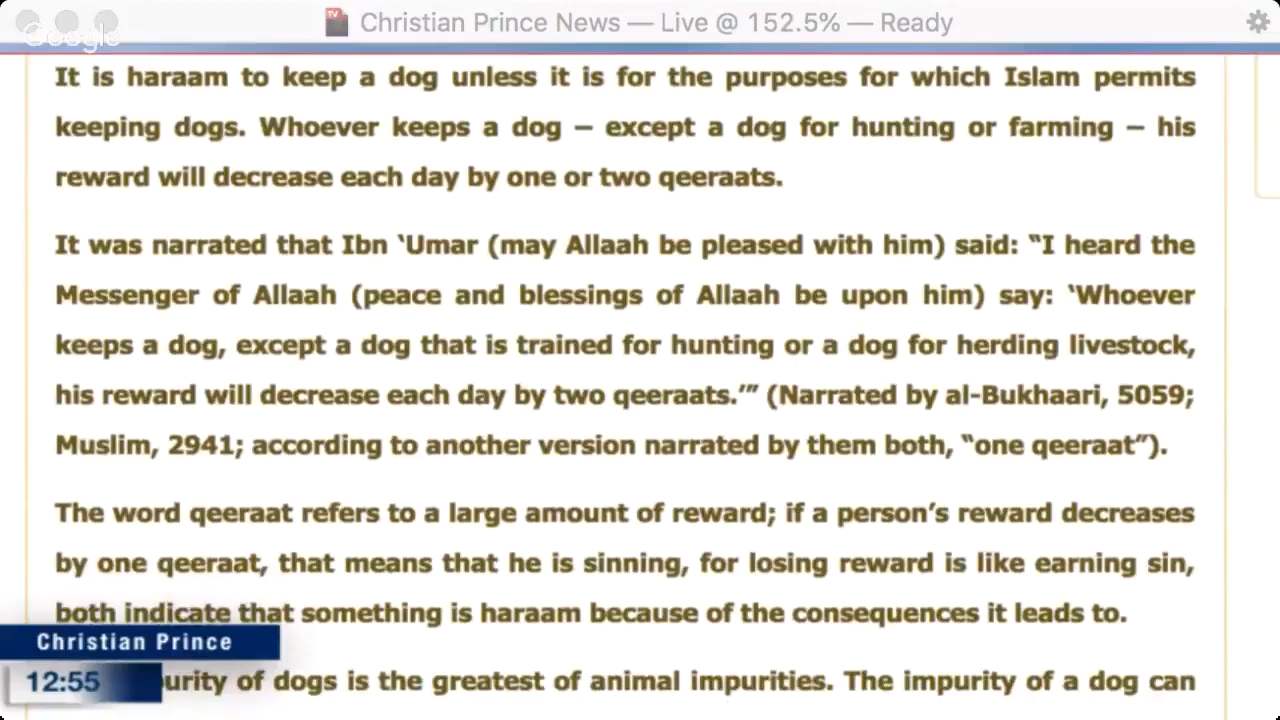 Google
TV
Christian Prince News — Live @ 152.5% — Ready
It is haraam to keep a dog unless it is for the purposes for which Islam permits
keeping dogs. Whoever keeps a dog – except a dog for hunting or farming – his
reward will decrease each day by one or two qeeraats.
It was narrated that Ibn ‘Umar (may Allaah be pleased with him) said: “I heard the
Messenger of Allaah (peace and blessings of Allaah be upon him) say: ‘Whoever
keeps a dog, except a dog that is trained for hunting or a dog for herding livestock,
his reward will decrease each day by two qeeraats.’” (Narrated by al-Bukhaari, 5059;
Muslim, 2941; according to another version narrated by them both, “one qeeraat”).
The word qeeraat refers to a large amount of reward; if a person’s reward decreases
by one qeeraat, that means that he is sinning, for losing reward is like earning sin,
both indicate that something is haraam because of the consequences it leads to.
Christian Prince
12:55
urity of dogs is the greatest of animal impurities. The impurity of a dog can